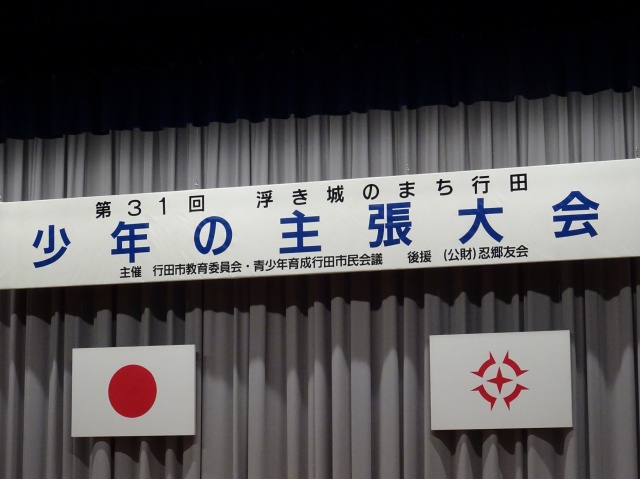 第31回 浮き城のまち行田
少年の主張大会
主催 行田市教育委員会・青少年育成行田市民会議 後援 (公財)忍郷友会